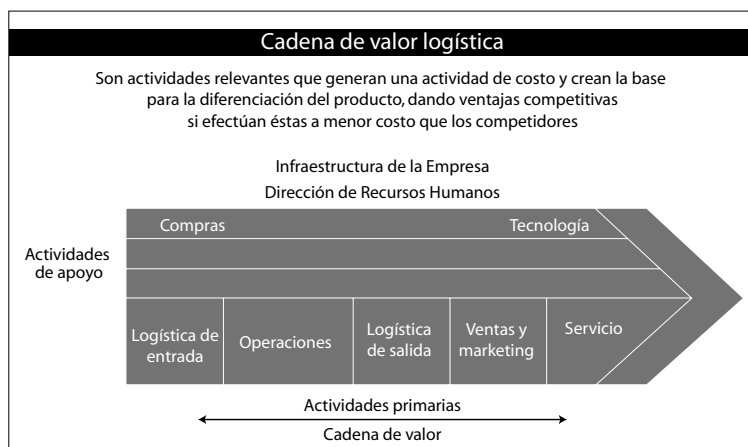 Cadena de valor logística
Son actividades relevantes que generan una actividad de costo y crean la base
para la diferenciación del producto, dando ventajas competitivas
si efectúan éstas a menor costo que los competidores
Infraestructura de la Empresa
Dirección de Recursos Humanos
Compras
Tecnología
Actividades
de apoyo
Logística de
entrada
Operaciones
Logística
de salida
Ventas y
marketing
Servicio
Actividades primarias
Cadena de valor